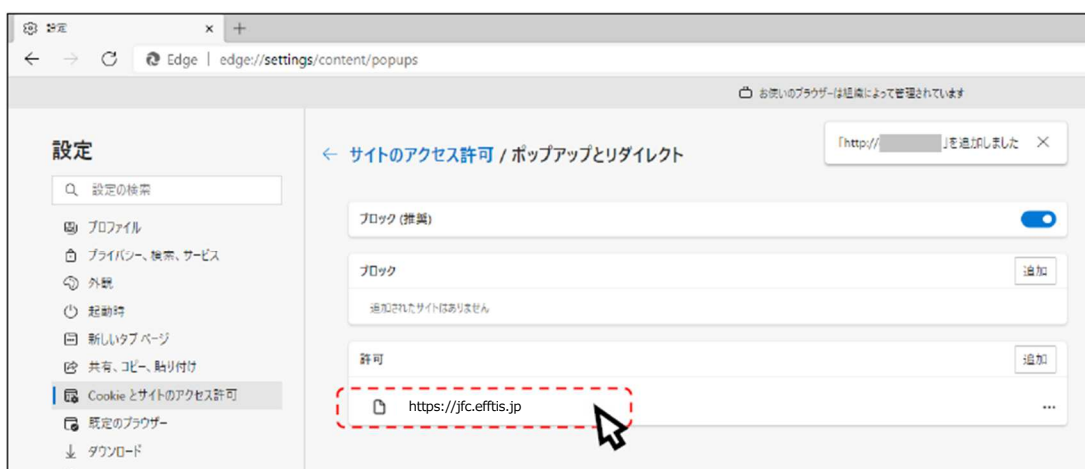 設定
Edge | edge://settings/content/popups
お使いのブラウザーは組織によって管理されています
設定
設定の検索
プロファイル
プライバシー、検索、サービス
外観
起動時
新しいタブ ページ
共有、コピー、貼り付け
Cookie とサイトのアクセス許可
既定のブラウザー
ダウンロード
サイトのアクセス許可 / ポップアップとリダイレクト
「http:// 」を追加しました
ブロック (推奨)
ブロック
追加
追加されたサイトはありません
許可
追加
https://jfc.efftis.jp